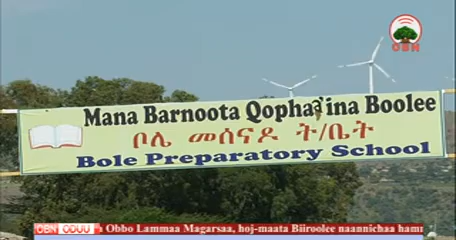 OBN
Mana Barnoota Qophaa'ina Boolee
ቦሌ መሰናዶ ት/ቤት
Bole Preparatory School
OBN ODUU Obbo Lammaa Magarsaa, hoj-maata Biiroolee naannichaa